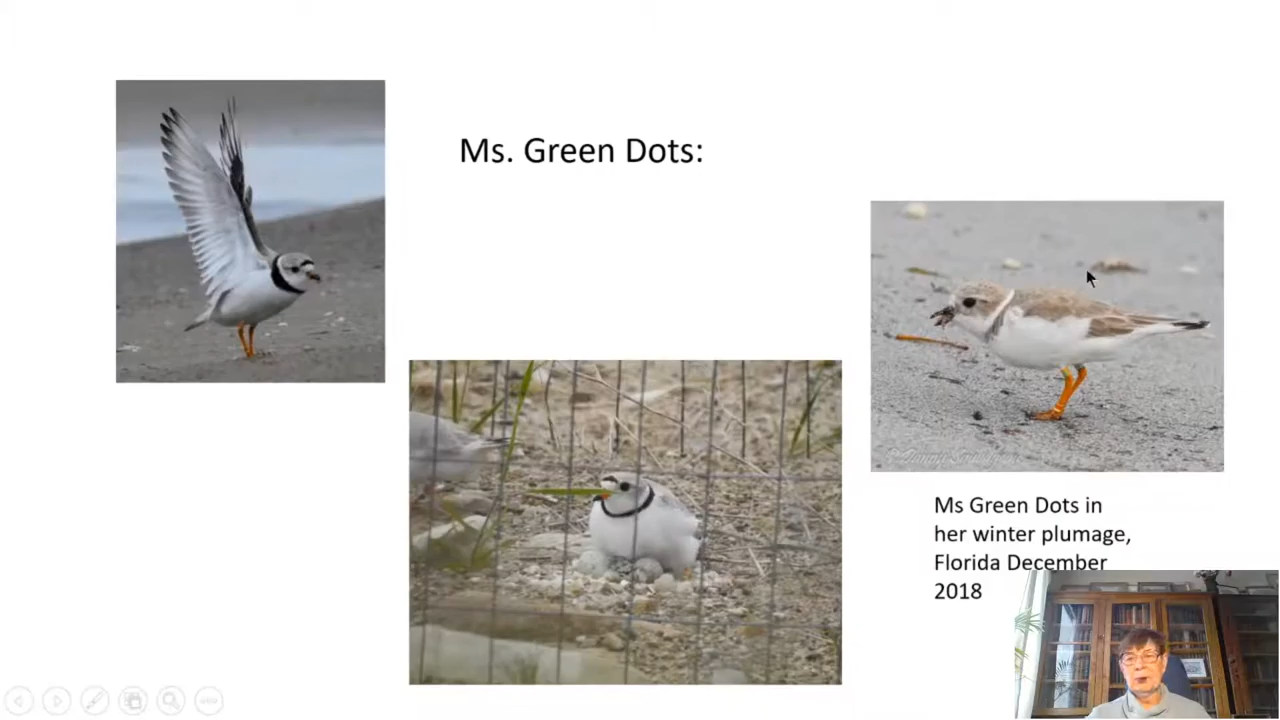 Ms. Green Dots:
Ms Green Dots in
her winter plumage,
Florida December
2018